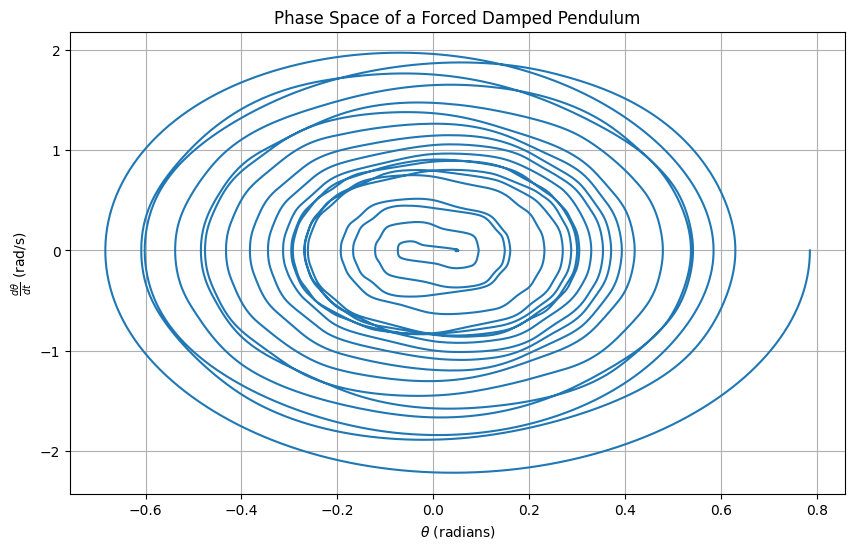 Phase Space of a Forced Damped Pendulum
2
1
0
−1
−2
dθ/dt (rad/s)
−0.6 −0.4 −0.2 0.0 0.2 0.4 0.6 0.8
θ (radians)